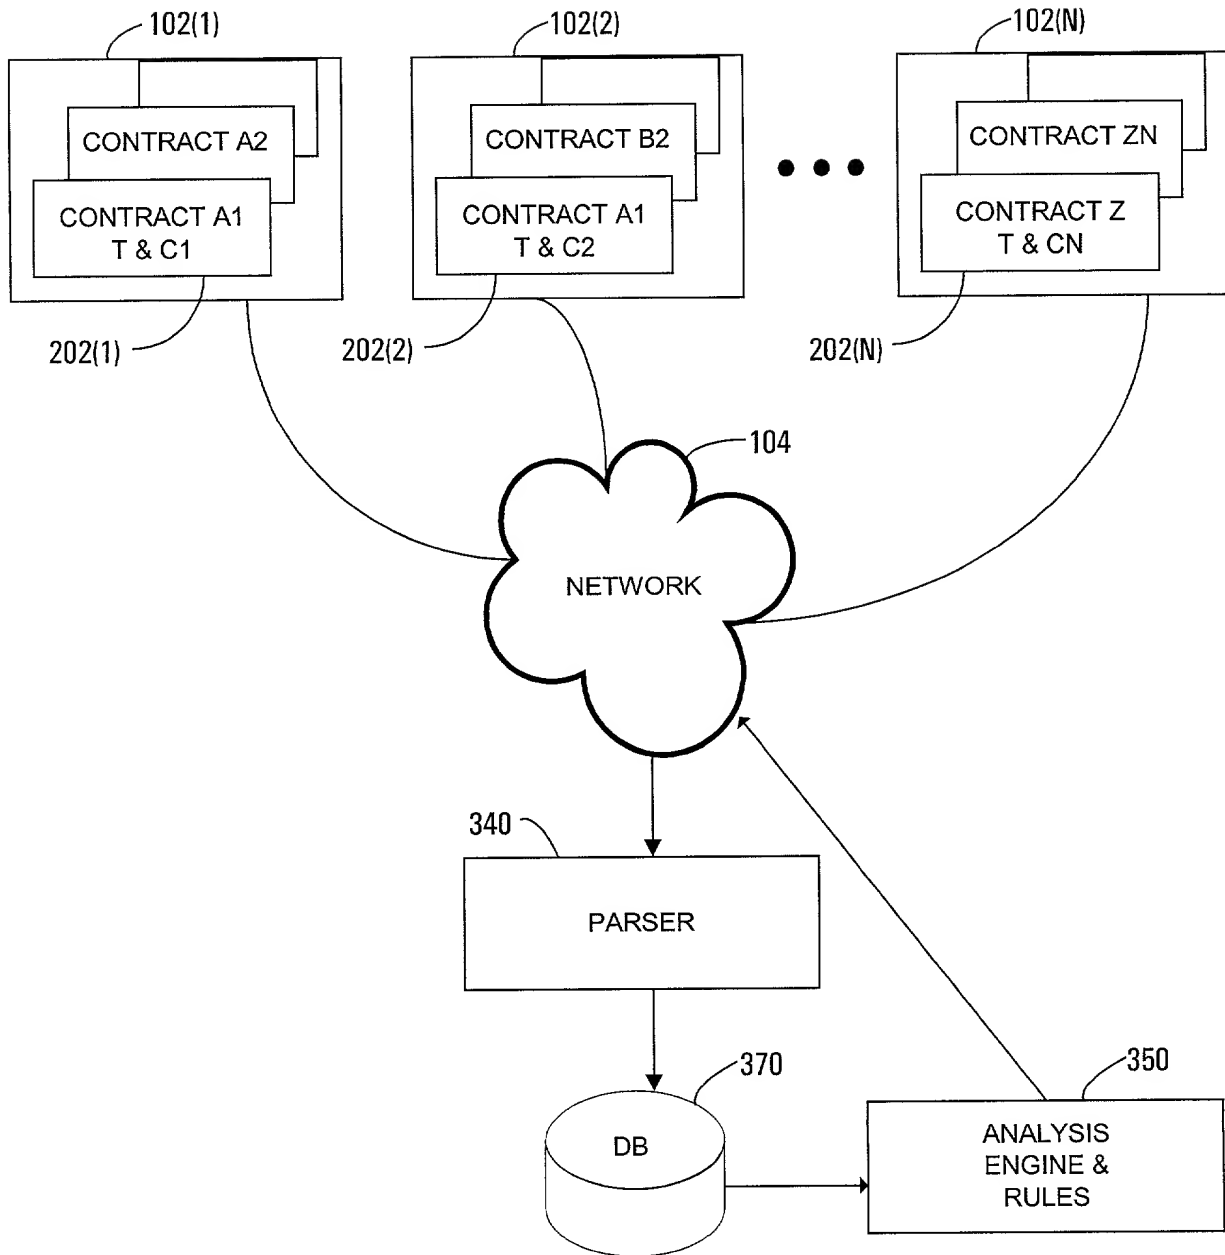 102(1)
102(2)
102(N)
CONTRACT A2
CONTRACT A1
T & C1
CONTRACT B2
CONTRACT A1
T & C2
CONTRACT ZN
CONTRACT Z
T & CN
202(1)
202(2)
202(N)
104
NETWORK
340
PARSER
370
DB
350
ANALYSIS
ENGINE &
RULES